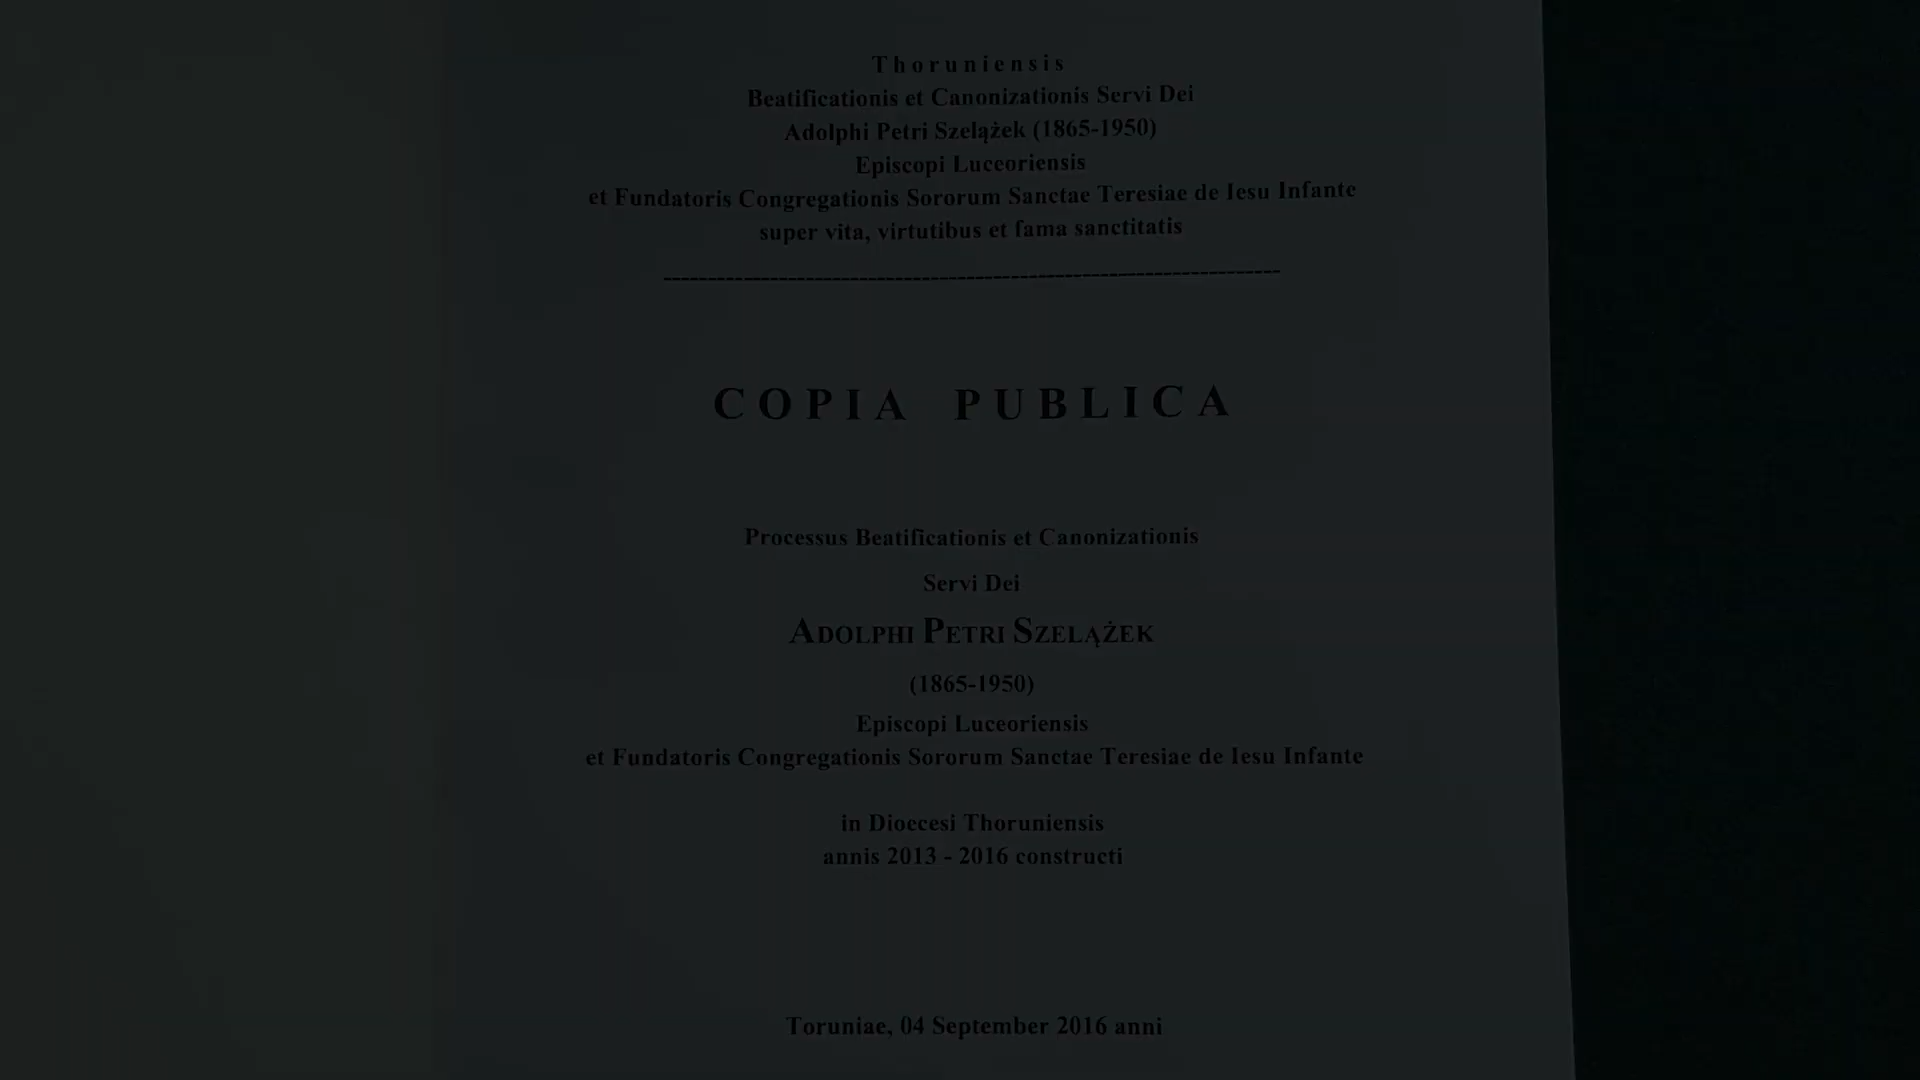 Thoruniensis
Beatificationis et Canonizationis Servi Dei
Adolphi Petri Szelążek (1865-1950)
Episcopi Luceoriensis
et Fundatoris Congregationis Sororum Sanctae Teresiae de Iesu Infante
super vita, virtutibus et fama sanctitatis
COPIA PUBLICA
Processus Beatificationis et Canonizationis
Servi Dei
ADOLPHI PETRI SZELĄŻEK
(1865-1950)
Episcopi Luceoriensis
et Fundatoris Congregationis Sororum Sanctae Teresiae de Iesu Infante
in Dioecesi Thoruniensis
annis 2013 - 2016 constructi
Toruniae, 04 September 2016 anni